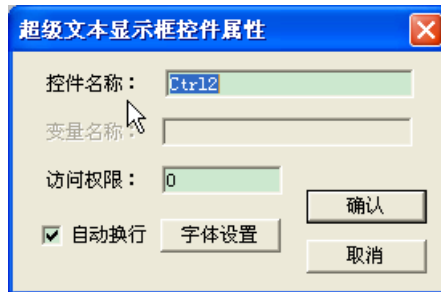 超级文本显示框控件属性
控件名称： Ctrl2
变量名称：
访问权限： 0
确认
自动换行 字体设置
取消